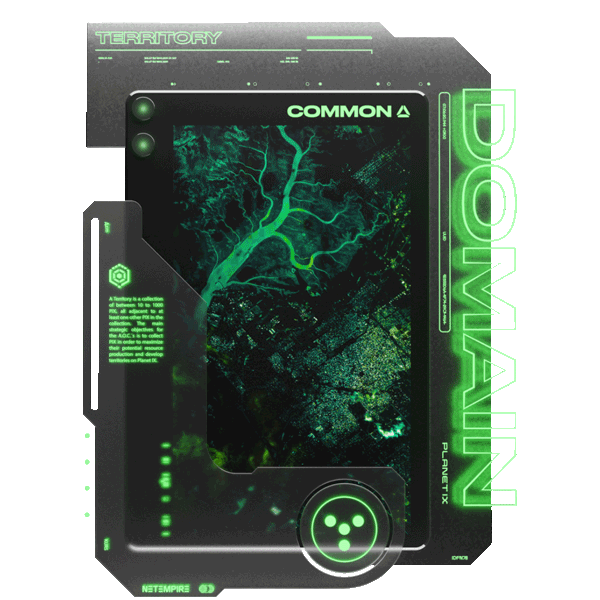 TERRITORY
COMMON
DOMAIN
A Territory is a collection
of between 10 to 1000
PIX, all adjacent to at
least one other PIX in the
collection. The main
strategic objectives for
the A.O.C.'s is to collect
PIX in order to maximize
their potential resource
production and develop
territories on Planet IX.
PLANET IX
NETEMPIRE